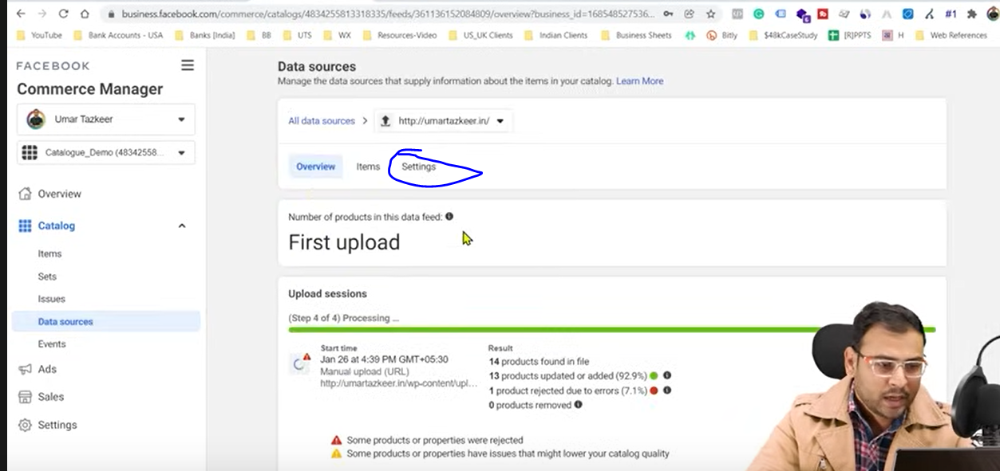 business.facebook.com/commerce/catalogs/4834255813318335/feeds/361136152084809/overview?business_id=168548527536...
#1
YouTube
Bank Accounts - USA
Banks [India]
BB
UTS
WX
Resources-Video
US_UK Clients
Indian Clients
Business Sheets
Bitly
$48kCaseStudy
[R]PPTS
H
Web References
FACEBOOK
Commerce Manager
Umar Tazkeer
Catalogue_Demo (48342558...
Overview
Catalog
Items
Sets
Issues
Data sources
Events
Ads
Sales
Settings
Data sources
Manage the data sources that supply information about the items in your catalog. Learn More
All data sources > http://umartazkeer.in/
Overview Items Settings
Number of products in this data feed:
First upload
Upload sessions
(Step 4 of 4) Processing ...
Start time
Jan 26 at 4:39 PM GMT+05:30
Manual upload (URL)
http://umartazkeer.in/wp-content/upl...
Result
14 products found in file
13 products updated or added (92.9%)
1 product rejected due to errors (7.1%)
0 products removed
Some products or properties were rejected
Some products or properties have issues that might lower your catalog quality